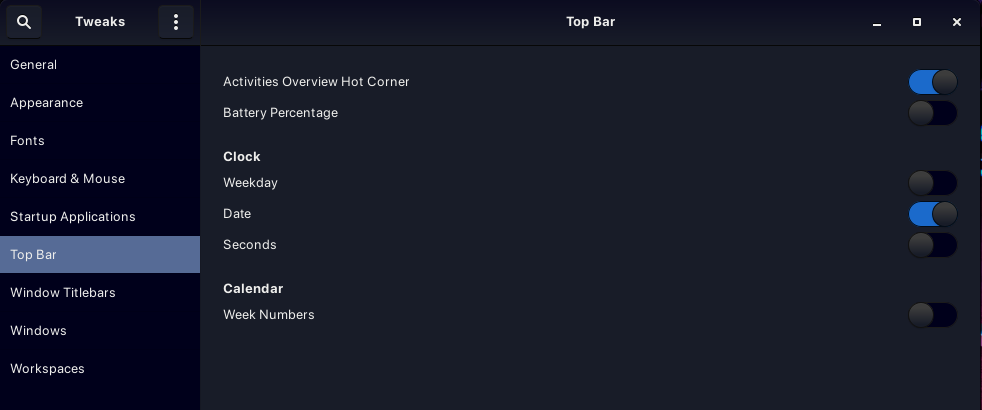 Tweaks
Top Bar
General
Appearance
Fonts
Keyboard & Mouse
Startup Applications
Top Bar
Window Titlebars
Windows
Workspaces
Activities Overview Hot Corner
Battery Percentage
Clock
Weekday
Date
Seconds
Calendar
Week Numbers